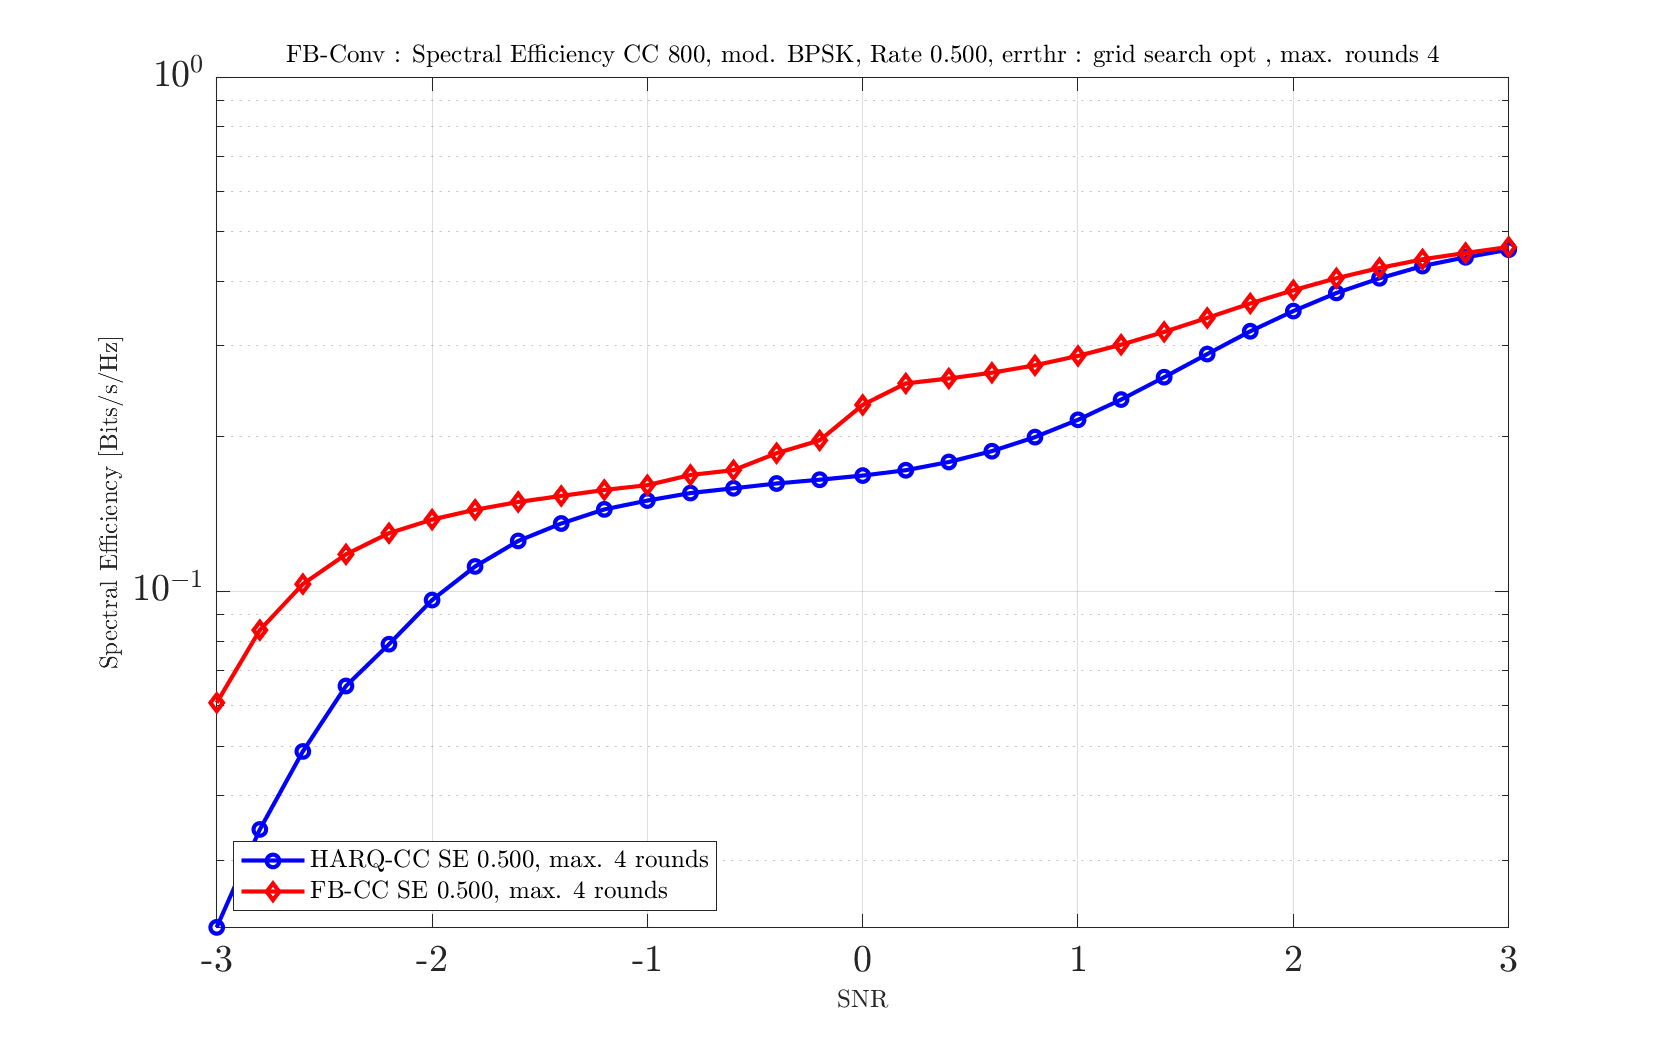 FB-Conv : Spectral Efficiency CC 800, mod. BPSK, Rate 0.500, errthr : grid search opt , max. rounds 4
10^0
10^−1
Spectral Efficiency [Bits/s/Hz]
HARQ-CC SE 0.500, max. 4 rounds
FB-CC SE 0.500, max. 4 rounds
-3 -2 -1 0 1 2 3
SNR